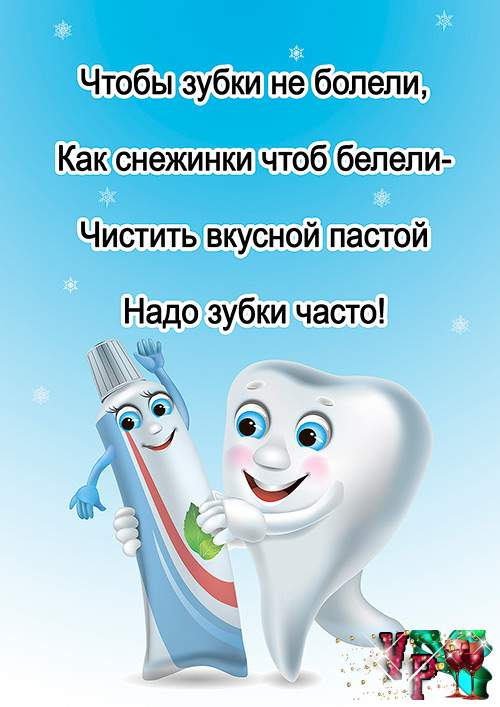 Чтобы зубки не болели,
Как снежинки чтоб белели-
Чистить вкусной пастой
Надо зубки часто!